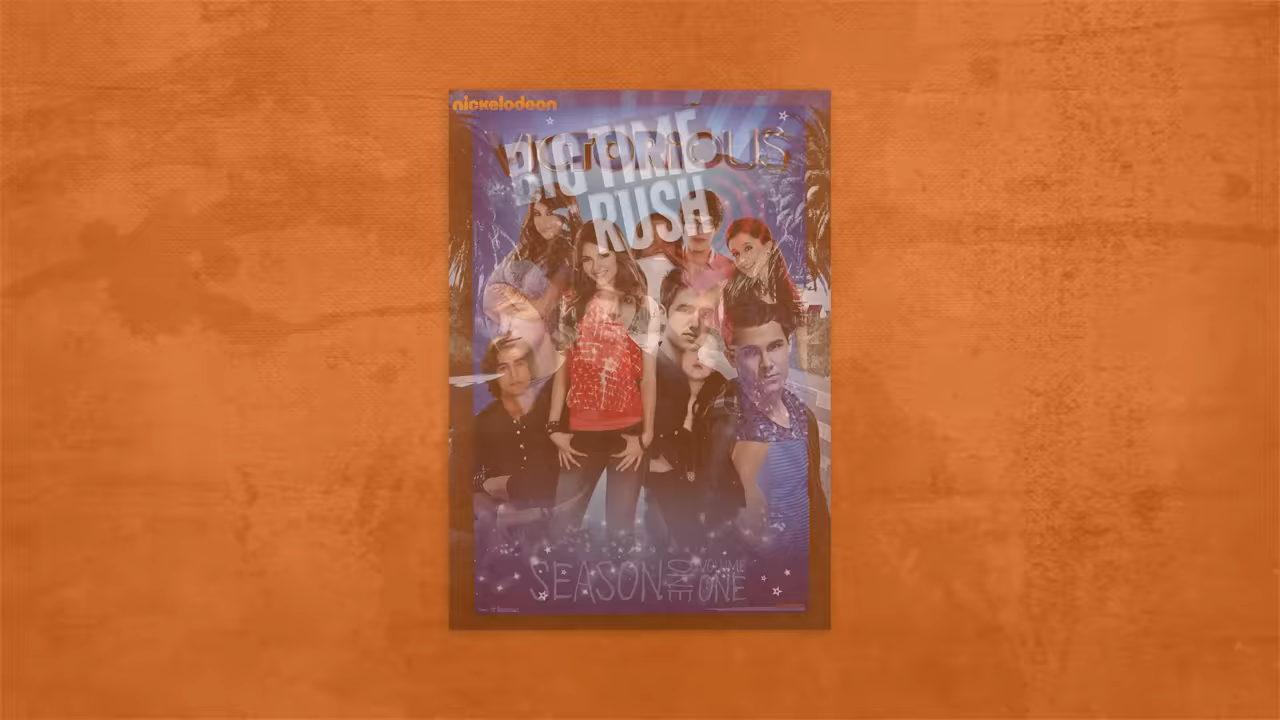 nickelodeon
VICTORIOUS
BIG TIME
RUSH
SEASON ONE VOLUME ONE